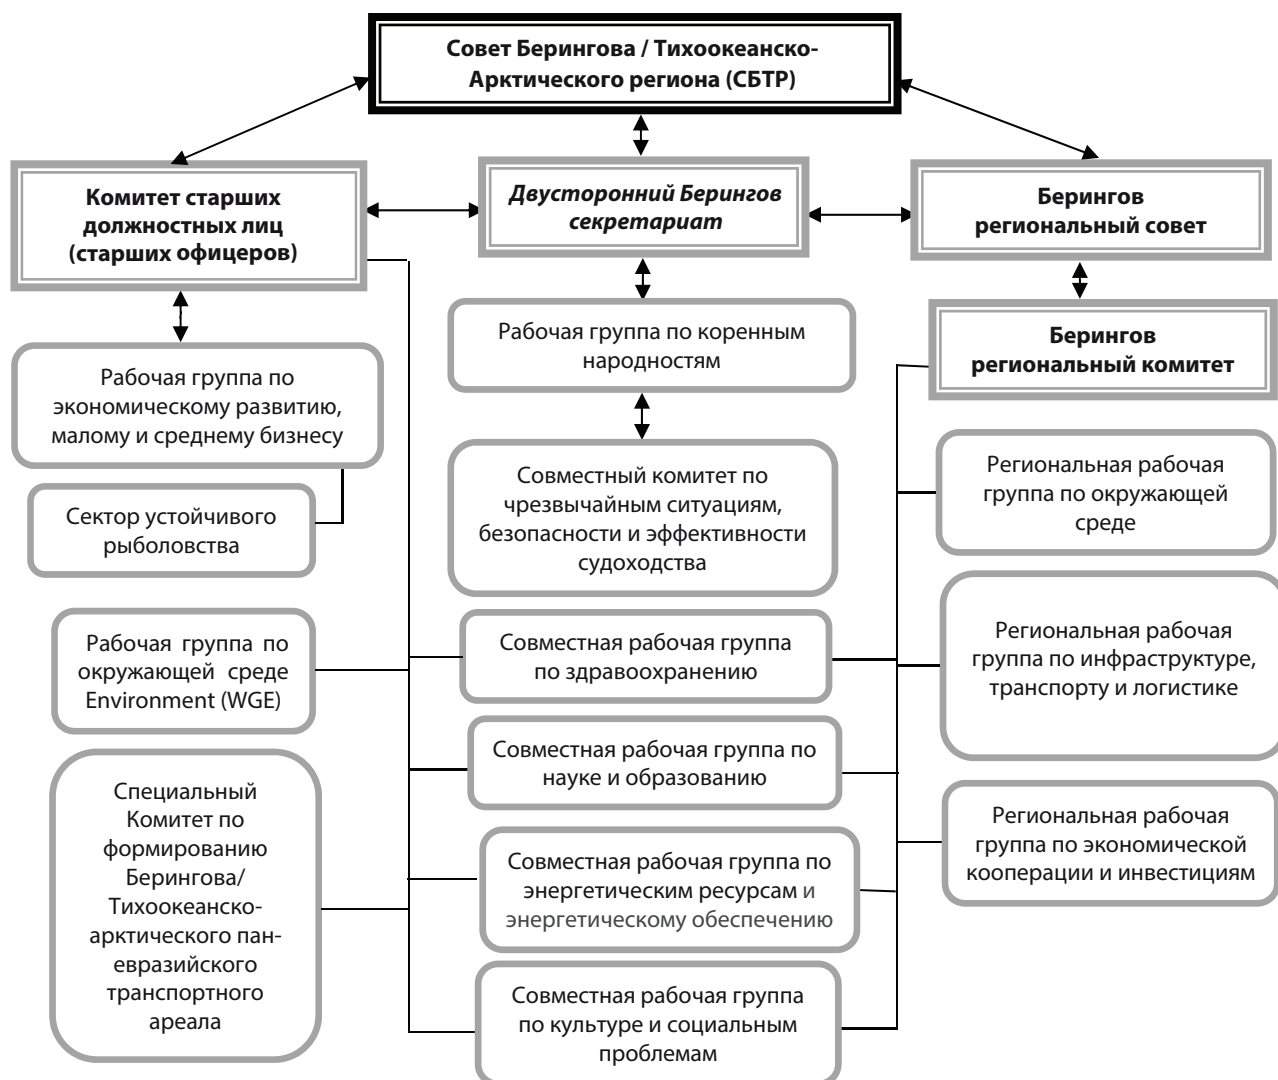 Совет Берингова / Тихоокеанско-
Арктического региона (СБТР)
Комитет старших
должностных лиц
(старших офицеров)
Двусторонний Берингов
секретариат
Берингов
региональный совет
Берингов
региональный комитет
Рабочая группа по
экономическому развитию,
малому и среднему бизнесу
Сектор устойчивого
рыболовства
Рабочая группа по
окружающей среде
Environment (WGE)
Специальный
Комитет по
формированию
Берингова/
Тихоокеанско-
арктического пан-
евразийского
транспортного
ареала
Рабочая группа по коренным
народностям
Совместный комитет по
чрезвычайным ситуациям,
безопасности и эффективности
судоходства
Совместная рабочая группа
по здравоохранению
Совместная рабочая группа по
науке и образованию
Совместная рабочая группа по
энергетическим ресурсам и
энергетическому обеспечению
Совместная рабочая группа
по культуре и социальным
проблемам
Региональная рабочая
группа по окружающей
среде
Региональная рабочая
группа по инфраструктуре,
транспорту и логистике
Региональная рабочая
группа по экономической
кооперации и инвестициям